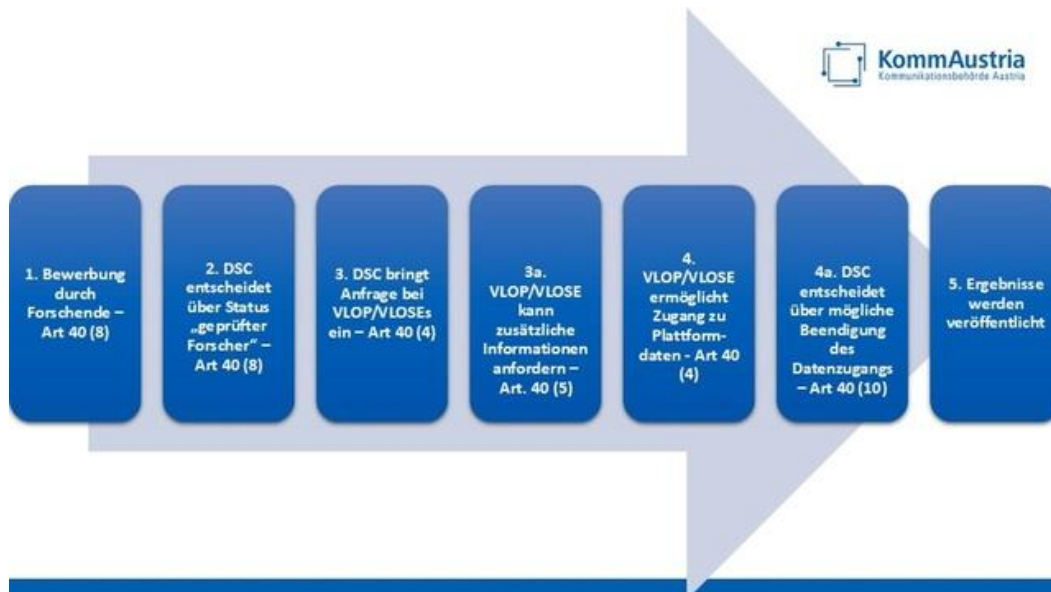 KommAustria
Kommunikationsbehörde Austria
1. Bewerbung
durch
Forschende –
Art 40 (8)
2. DSC
entscheidet
über Status
„geprüfter
Forscher“ –
Art 40 (8)
3. DSC bringt
Anfrage bei
VLOP/VLOSEs
ein – Art 40 (4)
3a.
VLOP/VLOSE
kann
zusätzliche
Informationen
anfordern –
Art. 40 (5)
4.
VLOP/VLOSE
ermöglicht
Zugang zu
Plattform-
daten - Art 40
(4)
4a. DSC
entscheidet
über mögliche
Beendigung
des
Datenzugangs
– Art 40 (10)
5. Ergebnisse
werden
veröffentlicht